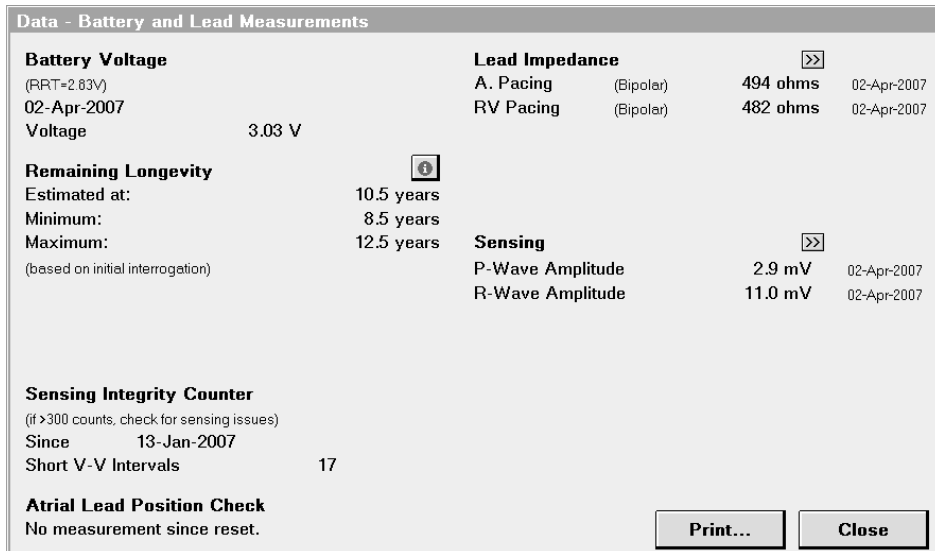 Data - Battery and Lead Measurements
Battery Voltage
(RRT=2.83V)
02-Apr-2007
Voltage 3.03 V
Remaining Longevity
Estimated at: 10.5 years
Minimum: 8.5 years
Maximum: 12.5 years
(based on initial interrogation)
Sensing Integrity Counter
(if >300 counts, check for sensing issues)
Since 13-Jan-2007
Short V-V Intervals 17
Atrial Lead Position Check
No measurement since reset.
Lead Impedance >>
A. Pacing (Bipolar) 494 ohms 02-Apr-2007
RV Pacing (Bipolar) 482 ohms 02-Apr-2007
Sensing >>
P-Wave Amplitude 2.9 mV 02-Apr-2007
R-Wave Amplitude 11.0 mV 02-Apr-2007
Print... Close